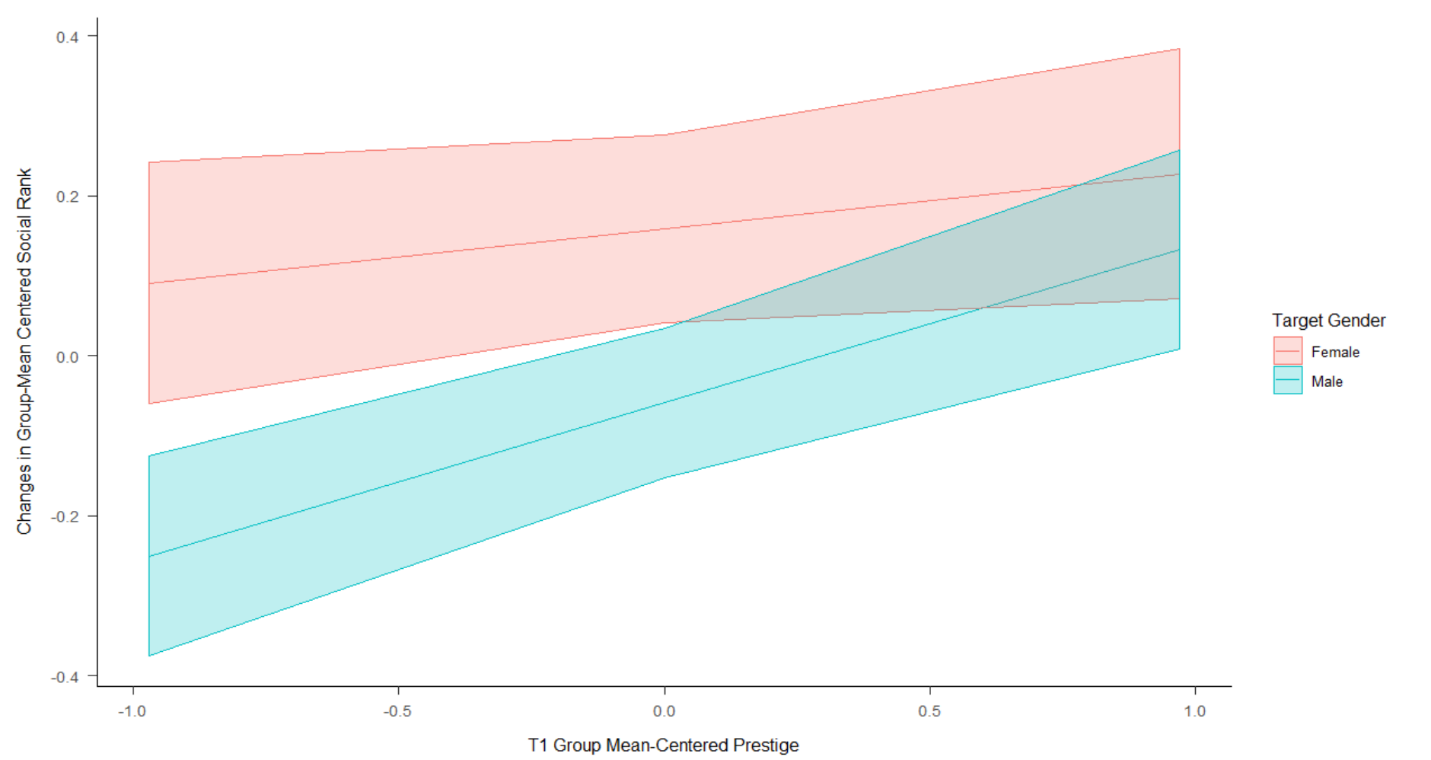 Changes in Group-Mean Centered Social Rank
0.4
0.2
0.0
-0.2
-0.4
-1.0
-0.5
0.0
0.5
1.0
T1 Group Mean-Centered Prestige
Target Gender
Female
Male